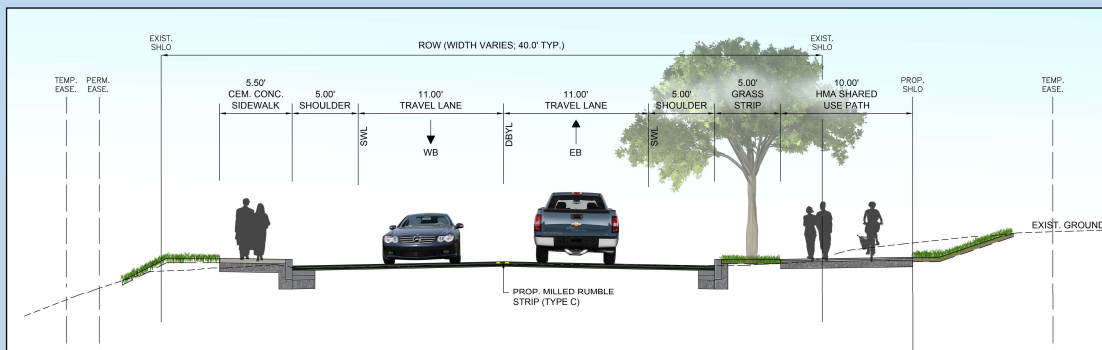 EXIST.
SHLO
ROW (WIDTH VARIES; 40.0' TYP.)
EXIST.
SHLO
TEMP.
EASE.
PERM.
EASE.
5.50'
CEM. CONC.
SIDEWALK
5.00'
SHOULDER
11.00'
TRAVEL LANE
11.00'
TRAVEL LANE
5.00'
SHOULDER
5.00'
GRASS
STRIP
10.00'
HMA SHARED
USE PATH
PROP.
SHLO
TEMP.
EASE.
SWL
WB
DBYL
EB
SWL
EXIST. GROUND
PROP. MILLED RUMBLE
STRIP (TYPE C)